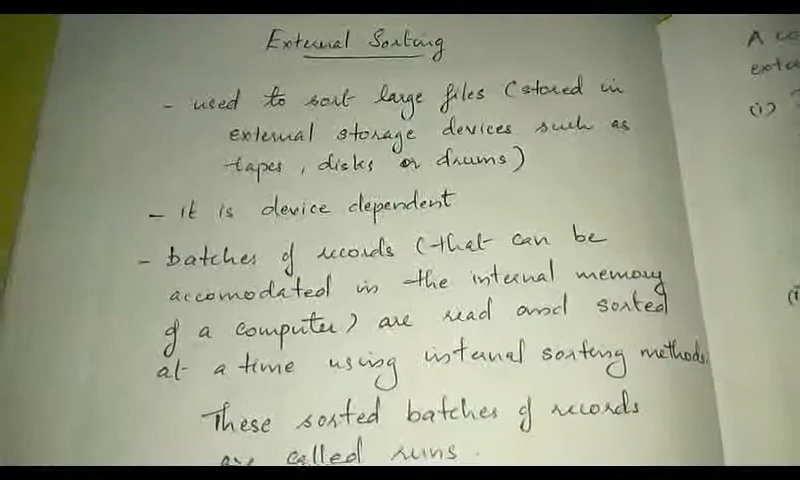 External Sorting
- used to sort large files (stored in
external storage devices such as
tapes, disks or drums)
- it is device dependent
- batches of records (that can be
accomodated in the internal memory
of a computer) are read and sorted
at a time using internal sorting methods.
These sorted batches of records
are called runs.
A
exte
(i)
(i